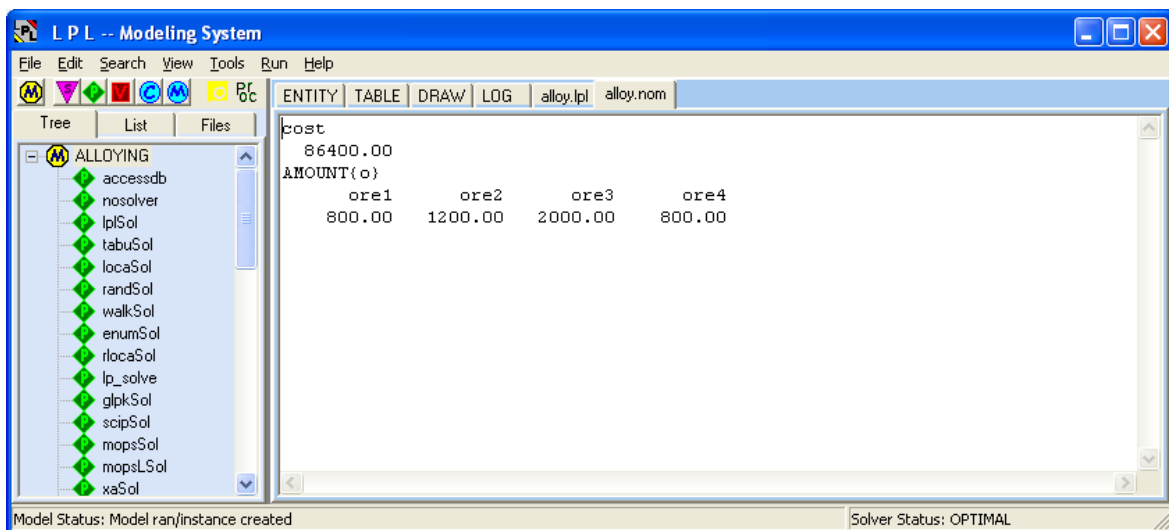 L P L -- Modeling System
File Edit Search View Tools Run Help
M S P V C M C Pr oc
ENTITY TABLE DRAW LOG alloy.lpl alloy.nom
Tree List Files
M ALLOYING
P accessdb
P nosolver
P lplSol
P tabuSol
P locaSol
P randSol
P walkSol
P enumSol
P rlocaSol
P lp_solve
P glpkSol
P scipSol
P mopsSol
P mopsLSol
P xaSol
cost
86400.00
AMOUNT{o}
ore1 ore2 ore3 ore4
800.00 1200.00 2000.00 800.00
Model Status: Model ran/instance created
Solver Status: OPTIMAL